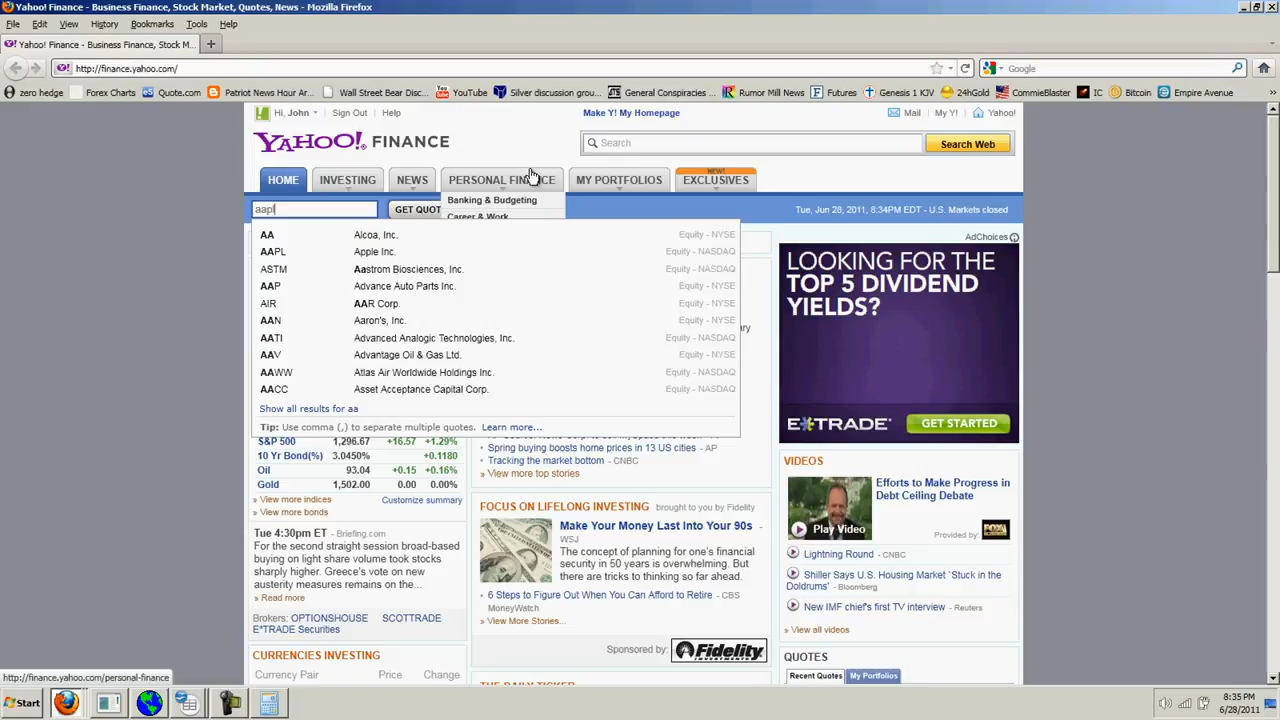 Yahoo! Finance - Business Finance, Stock Market, Quotes, News - Mozilla Firefox
File Edit View History Bookmarks Tools Help
Yahoo! Finance - Business Finance, Stock M...
http://finance.yahoo.com/
Google
zero hedge Forex Charts Quote.com Patriot News Hour Ar... Wall Street Bear Disc... YouTube Silver discussion grou... General Conspiracies ... Rumor Mill News Futures Genesis 1 KJV 24hGold CommieBlaster IC Bitcoin Empire Avenue
Hi, John Sign Out Help Make Y! My Homepage Mail My Y! Yahoo!
YAHOO! FINANCE Search Search Web
NEW!
HOME INVESTING NEWS PERSONAL FINANCE MY PORTFOLIOS EXCLUSIVES
Banking & Budgeting
aapl GET QUOT Tue, Jun 28, 2011, 8:34PM EDT - U.S. Markets closed
Career & Work
AA Alcoa, Inc. Equity - NYSE
AAPL Apple Inc. Equity - NASDAQ
ASTM Aastrom Biosciences, Inc. Equity - NASDAQ
AAP Advance Auto Parts Inc. Equity - NYSE
AIR AAR Corp. Equity - NYSE
AAN Aaron's, Inc. Equity - NYSE
AATI Advanced Analogic Technologies, Inc. Equity - NASDAQ
AAV Advantage Oil & Gas Ltd. Equity - NYSE
AAWW Atlas Air Worldwide Holdings Inc. Equity - NASDAQ
AACC Asset Acceptance Capital Corp. Equity - NASDAQ
Show all results for aa
Tip: Use comma (,) to separate multiple quotes. Learn more...
S&P 500 1,296.67 +16.57 +1.29%
10 Yr Bond(%) 3.0450% +0.1180
Oil 93.04 +0.15 +0.16%
Gold 1,502.00 0.00 0.00%
» View more indices Customize summary
» View more bonds
Tue 4:30pm ET - Briefing.com
For the second straight session broad-based
buying on light share volume took stocks
sharply higher. Greece's vote on new
austerity measures remains on the...
» Read more
Brokers: OPTIONSHOUSE SCOTTRADE
E*TRADE Securities
CURRENCIES INVESTING
Currency Pair Price Change
ary
Spring buying boosts home prices in 13 US cities - AP
Tracking the market bottom - CNBC
» View more top stories
FOCUS ON LIFELONG INVESTING brought to you by Fidelity
Make Your Money Last Into Your 90s -
WSJ
The concept of planning for one's financial
security in 50 years is overwhelming. But
there are tricks to thinking so far ahead.
6 Steps to Figure Out When You Can Afford to Retire - CBS
MoneyWatch
» View More Stories...
Sponsored by: Fidelity INVESTMENTS
THE DAILY TICKER
AdChoices
LOOKING FOR THE
TOP 5 DIVIDEND
YIELDS?
E*TRADE GET STARTED
VIDEOS
Efforts to Make Progress in
Debt Ceiling Debate
Play Video
Provided by: FOX
Lightning Round - CNBC
Shiller Says U.S. Housing Market `Stuck in the
Doldrums' - Bloomberg
New IMF chief's first TV interview - Reuters
» View all videos
QUOTES
Recent Quotes My Portfolios
http://finance.yahoo.com/personal-finance
Start
8:35 PM
6/28/2011